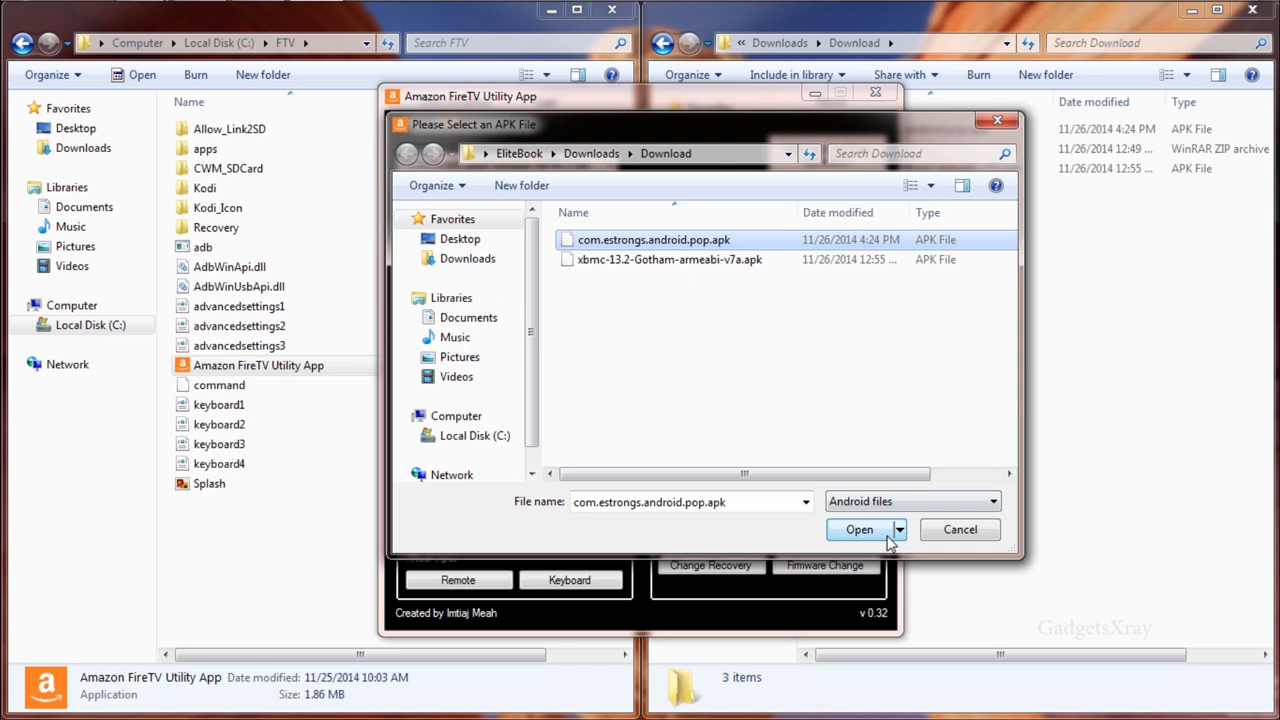 Computer ▸ Local Disk (C:) ▸ FTV ▸
Search FTV
Organize
Open
Burn
New folder
Favorites
Desktop
Downloads
Libraries
Documents
Music
Pictures
Videos
Computer
Local Disk (C:)
Network
Name
Allow_Link2SD
apps
CWM_SDCard
Kodi
Kodi_Icon
Recovery
adb
AdbWinApi.dll
AdbWinUsbApi.dll
advancedsettings1
advancedsettings2
advancedsettings3
Amazon FireTV Utility App
command
keyboard1
keyboard2
keyboard3
keyboard4
Splash
Amazon FireTV Utility App Date modified: 11/25/2014 10:03 AM
Application Size: 1.86 MB
« Downloads ▸ Download ▸
Search Download
Organize
Include in library
Share with
Burn
New folder
Date modified Type
11/26/2014 4:24 PM APK File
11/26/2014 12:49 ... WinRAR ZIP archive
11/26/2014 12:55 ... APK File
3 items
Amazon FireTV Utility App
Please Select an APK File
EliteBook ▸ Downloads ▸ Download
Search Download
Organize
New folder
Favorites
Desktop
Downloads
Libraries
Documents
Music
Pictures
Videos
Computer
Local Disk (C:)
Network
Name Date modified Type
com.estrongs.android.pop.apk 11/26/2014 4:24 PM APK File
xbmc-13.2-Gotham-armeabi-v7a.apk 11/26/2014 12:55 ... APK File
File name: com.estrongs.android.pop.apk
Android files
Open
Cancel
Change Recovery
Firmware Change
Remote
Keyboard
Created by Imtiaj Meah
v 0.32
GadgetsXray